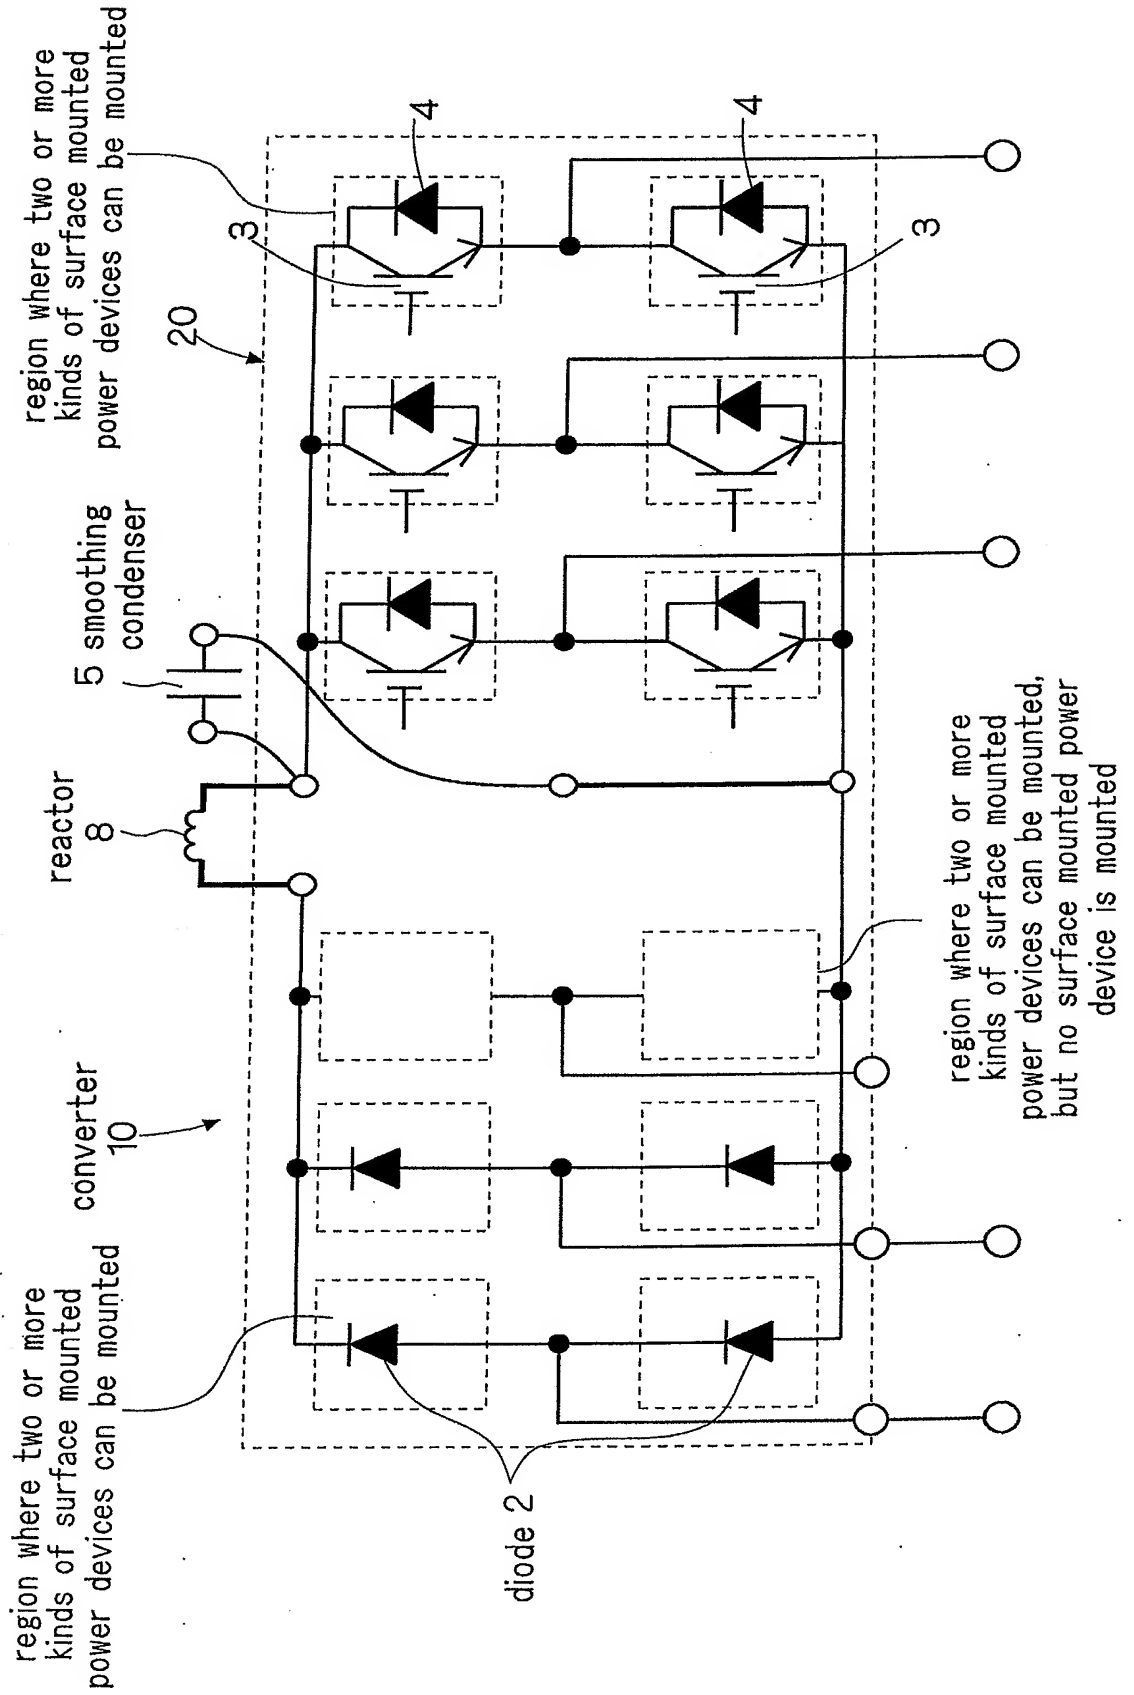 region where two or more
kinds of surface mounted
power devices can be mounted
converter
10
reactor
8
5 smoothing
condenser
20
region where two or more
kinds of surface mounted
power devices can be mounted
3
4
4
3
diode 2
region where two or more
kinds of surface mounted
power devices can be mounted,
but no surface mounted power
device is mounted